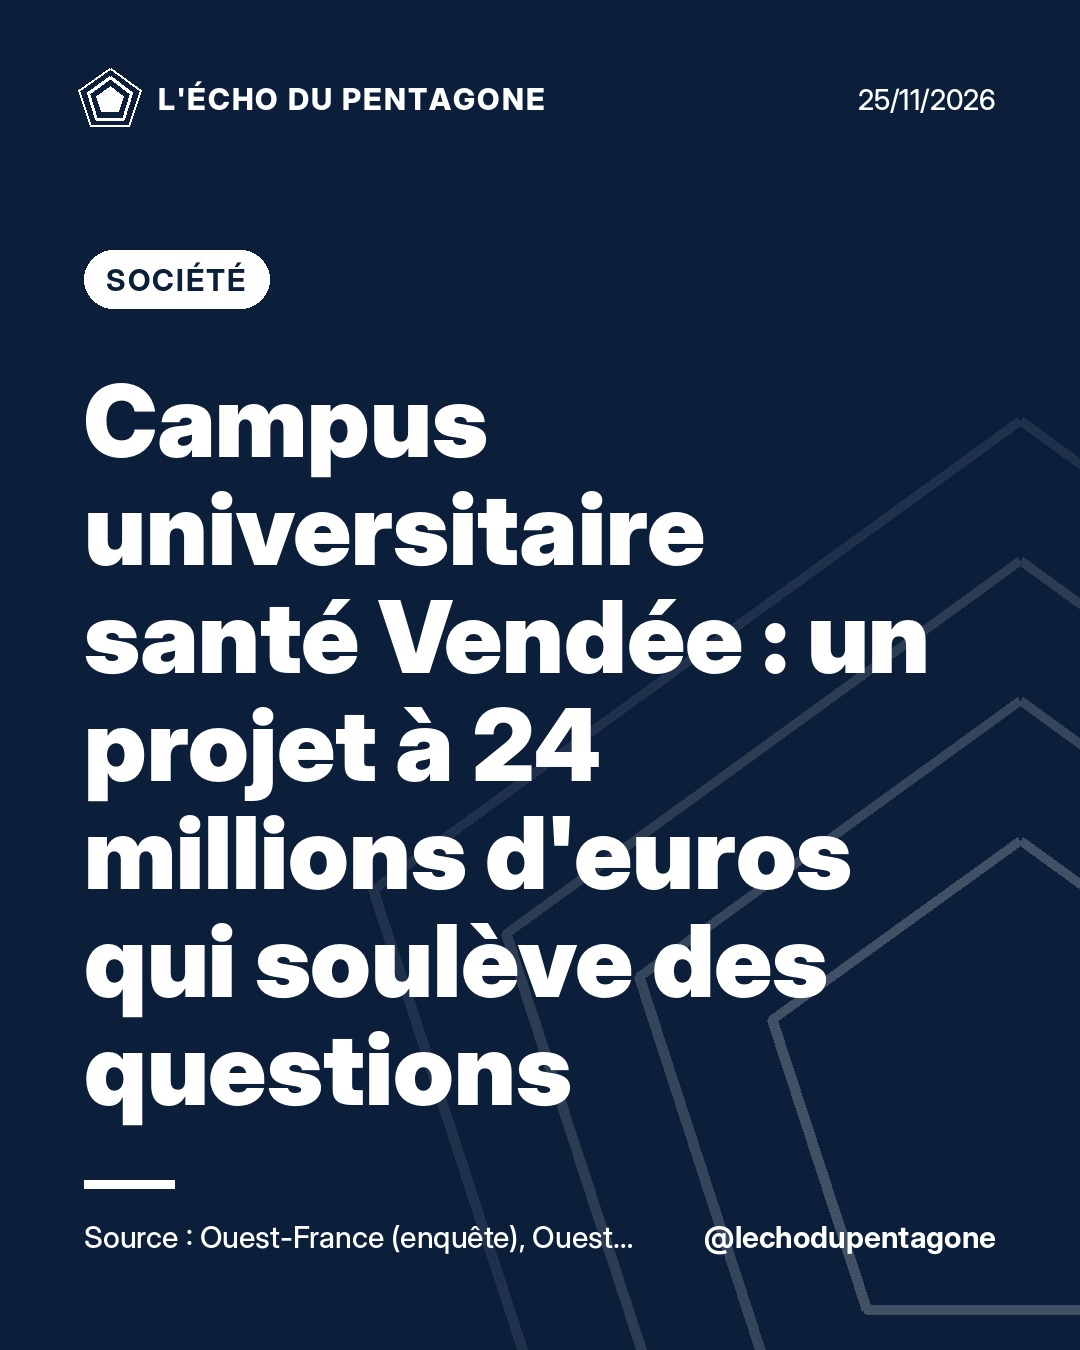 L'ÉCHO DU PENTAGONE
25/11/2026
SOCIÉTÉ
Campus
universitaire
santé Vendée : un
projet à 24
millions d'euros
qui soulève des
questions
Source : Ouest-France (enquête), Ouest...
@lechodupentagone